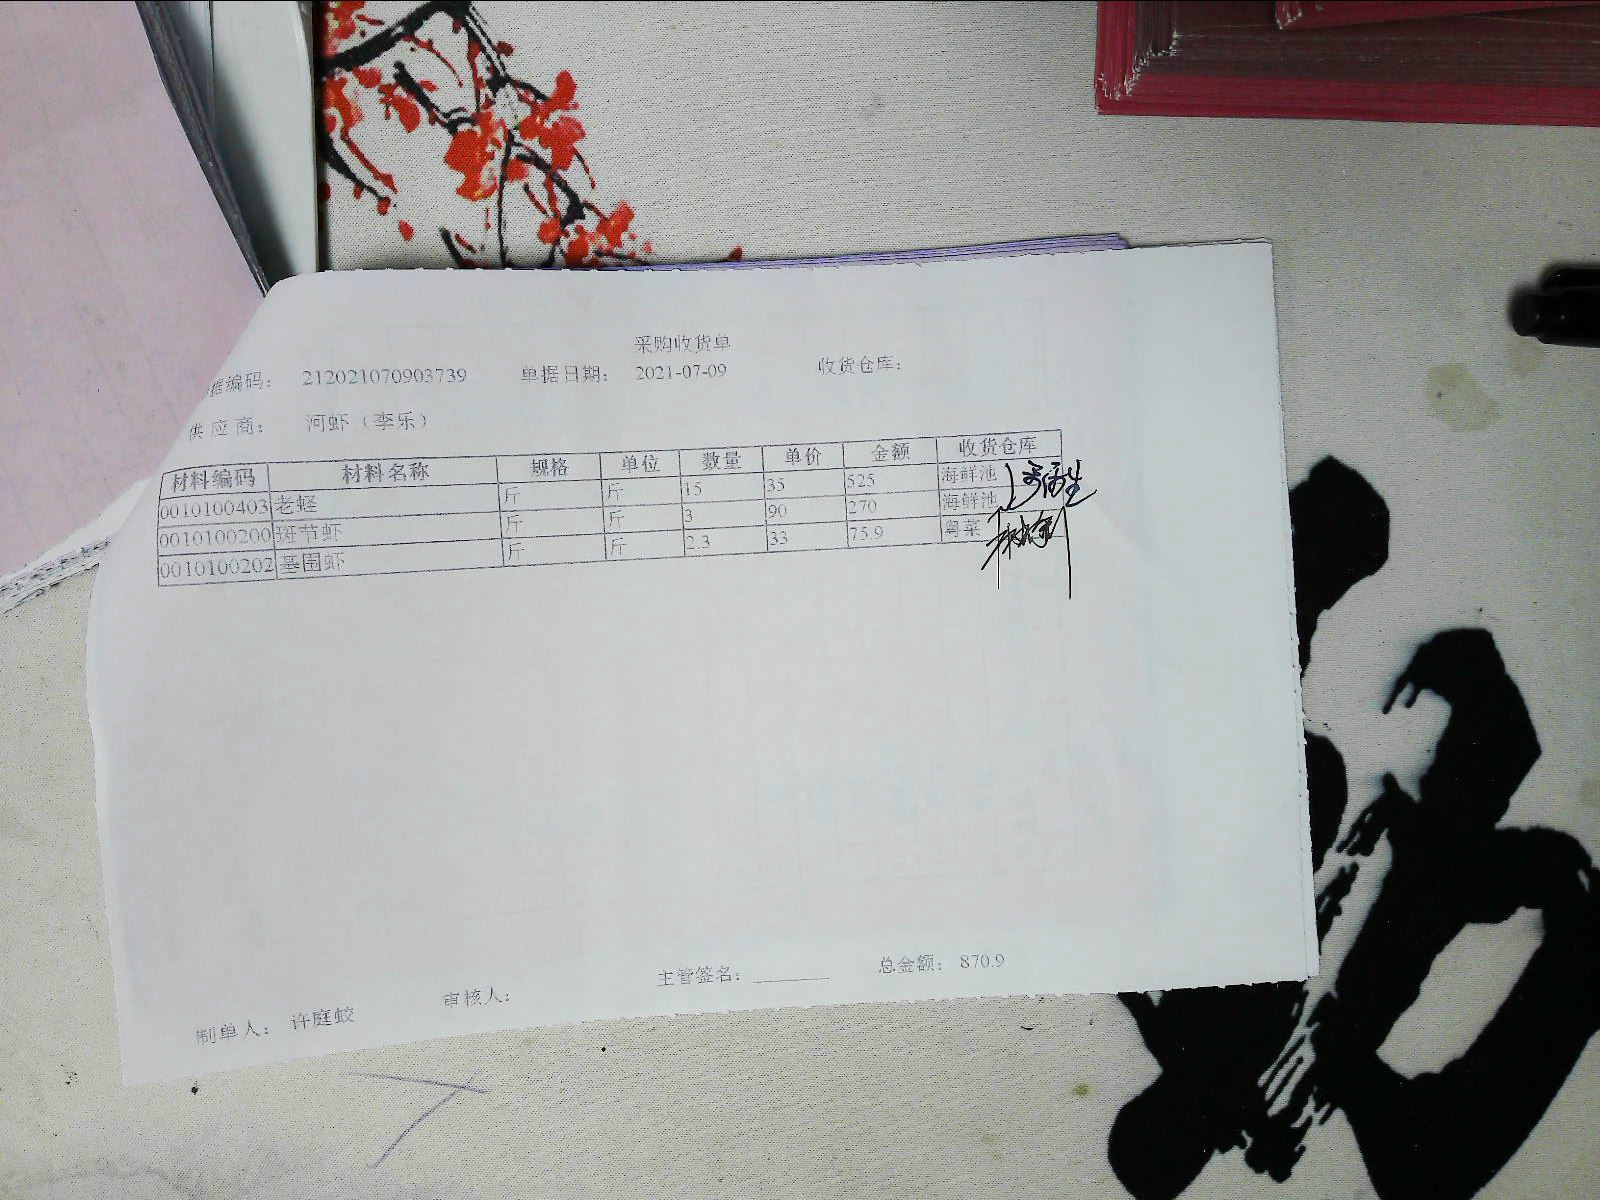 采购收货单
据编码： 212021070903739 单据日期： 2021-07-09 收货仓库：
供应商： 河虾（李乐）
材料编码 材料名称 规格 单位 数量 单价 金额 收货仓库
0010100403 老蛏 斤 斤 15 35 525 海鲜池
0010100200 斑节虾 斤 斤 3 90 270 海鲜池
0010100202 基围虾 斤 斤 2.3 33 75.9 粤菜
主管签名： 总金额： 870.9
制单人： 许庭蛟 审核人：